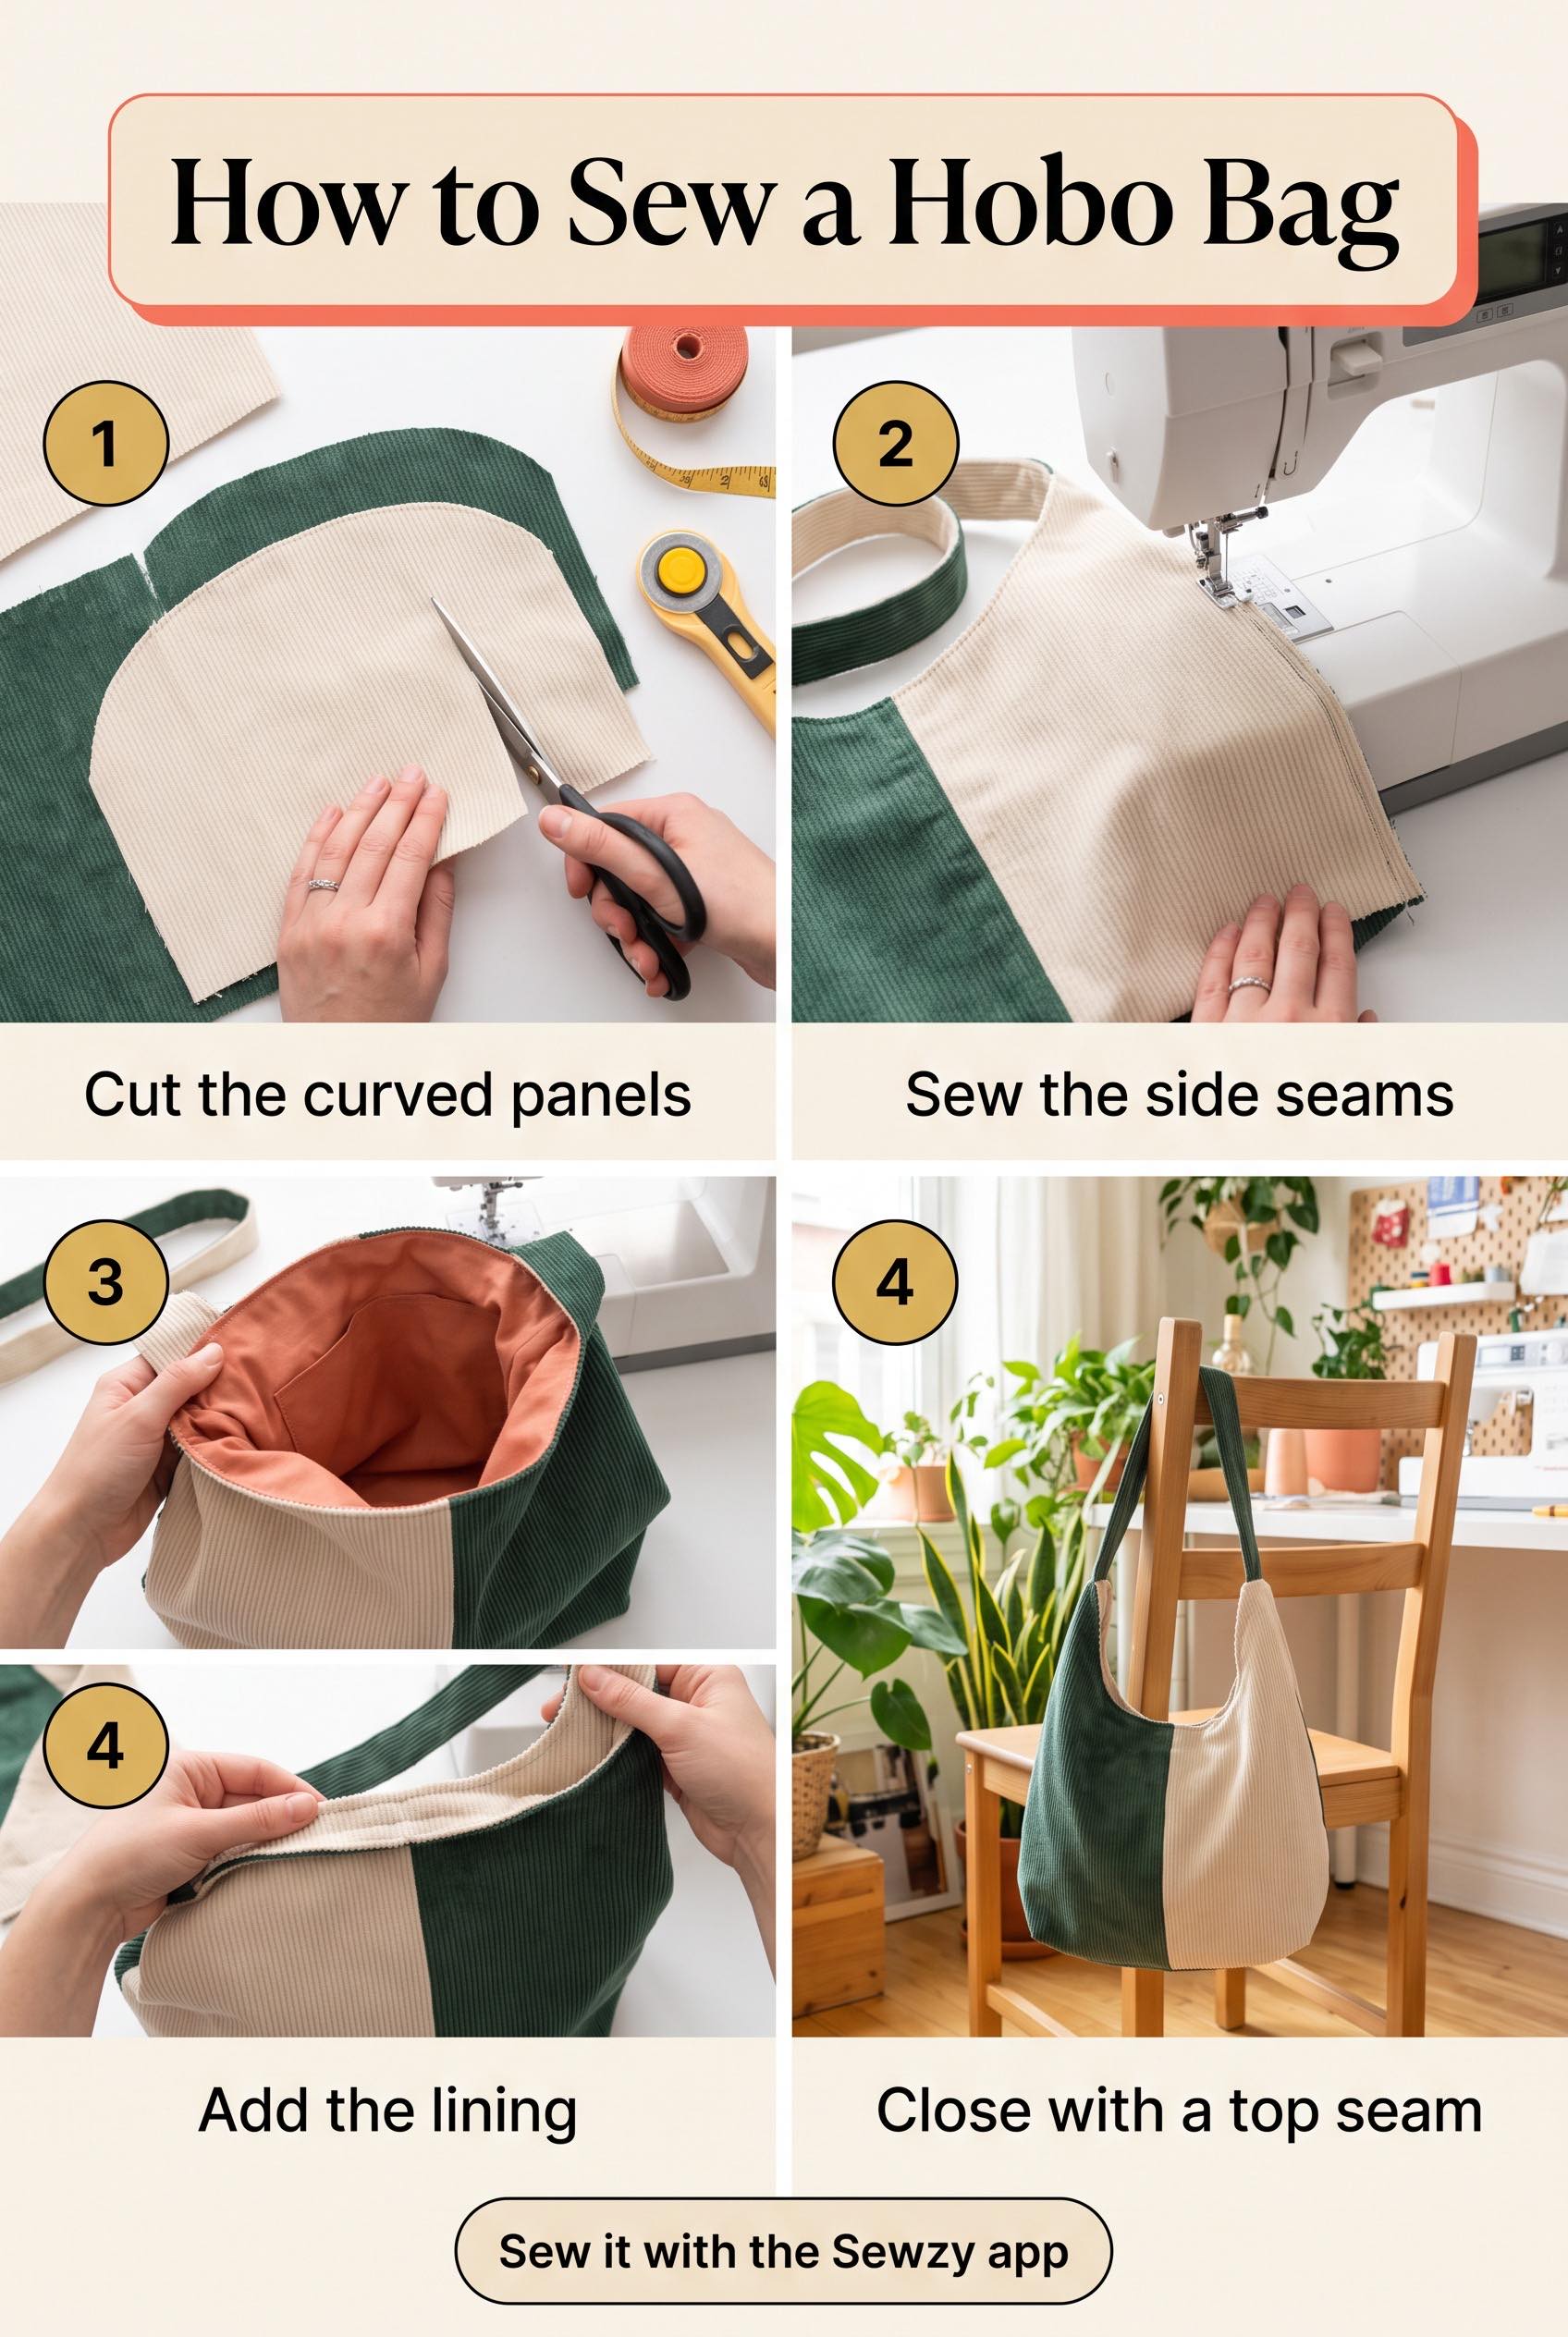 How to Sew a Hobo Bag
1
2
Cut the curved panels
Sew the side seams
3
4
4
Add the lining
Close with a top seam
Sew it with the Sewzy app